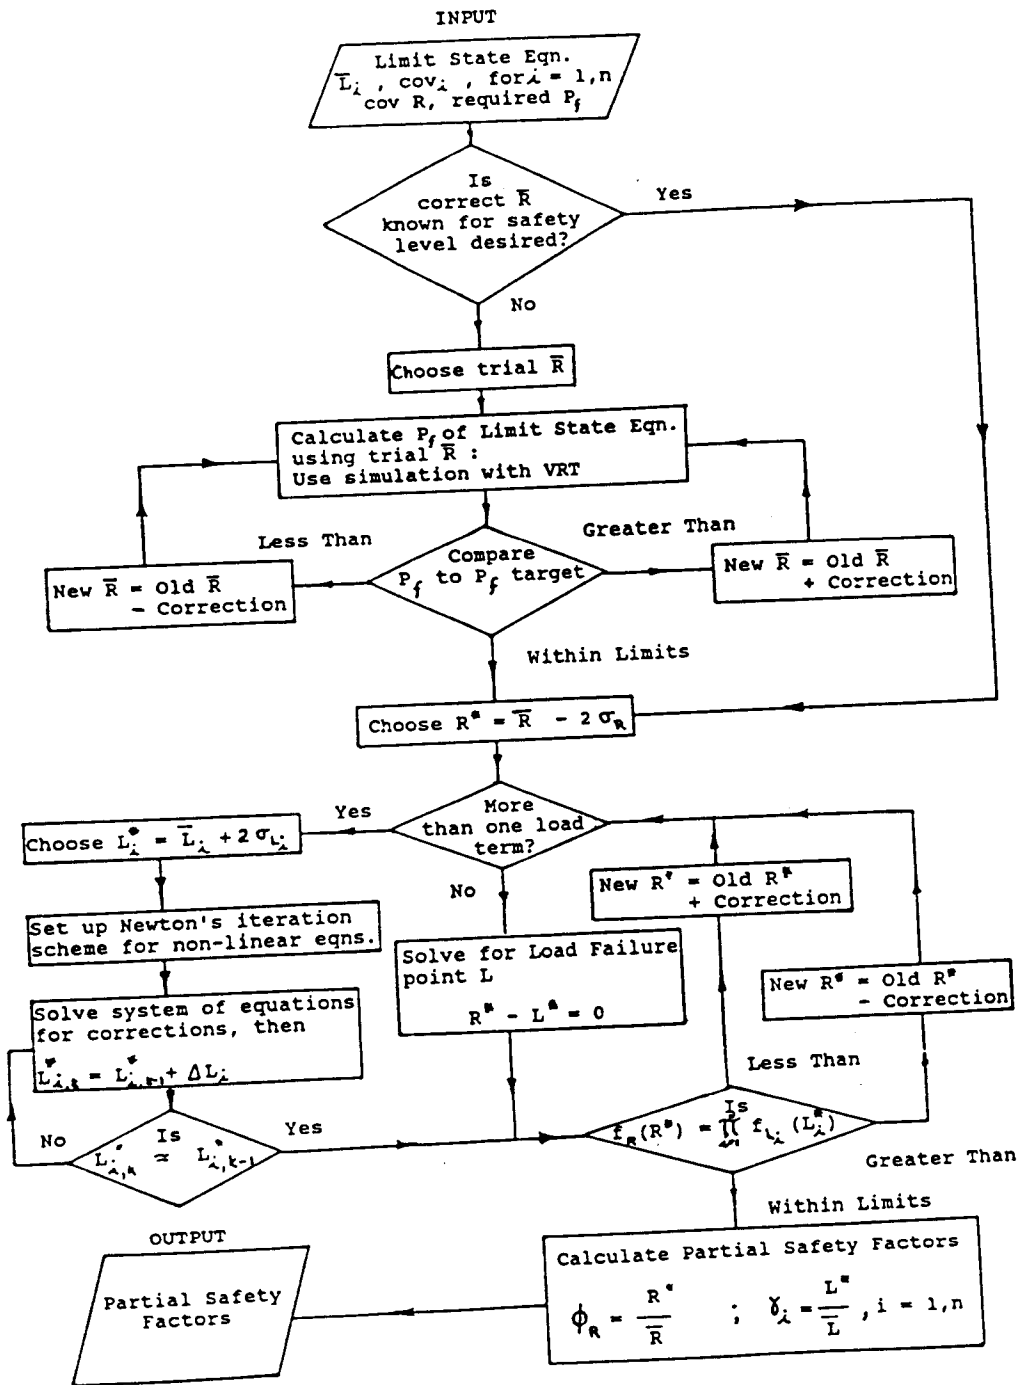 INPUT
Limit State Eqn.
L̅i , covi , for i = 1,n
cov R, required Pf
Is
correct R̅
known for safety
level desired?
Yes
No
Choose trial R̅
Calculate Pf of Limit State Eqn.
using trial R̅ :
Use simulation with VRT
Less Than
Greater Than
Compare
Pf to Pf target
New R̅ = Old R̅
- Correction
New R̅ = Old R̅
+ Correction
Within Limits
Choose R* = R̅ - 2 σR
More
than one load
term?
Yes
No
Choose Li* = L̅i + 2 σLi
Set up Newton's iteration
scheme for non-linear eqns.
Solve system of equations
for corrections, then
L*i,k = L*i,k-1 + ΔLi
Is
L*i,k ≃ L*i,k-1
No
Yes
Solve for Load Failure
point L
R* - L* = 0
New R* = Old R*
+ Correction
New R* = Old R*
- Correction
Less Than
Is
fR(R*) = ∏i=1n fLi (Li*)
Greater Than
Within Limits
Calculate Partial Safety Factors
ϕR = R* / R̅ ; γi = L* / L̅ , i = 1,n
OUTPUT
Partial Safety
Factors